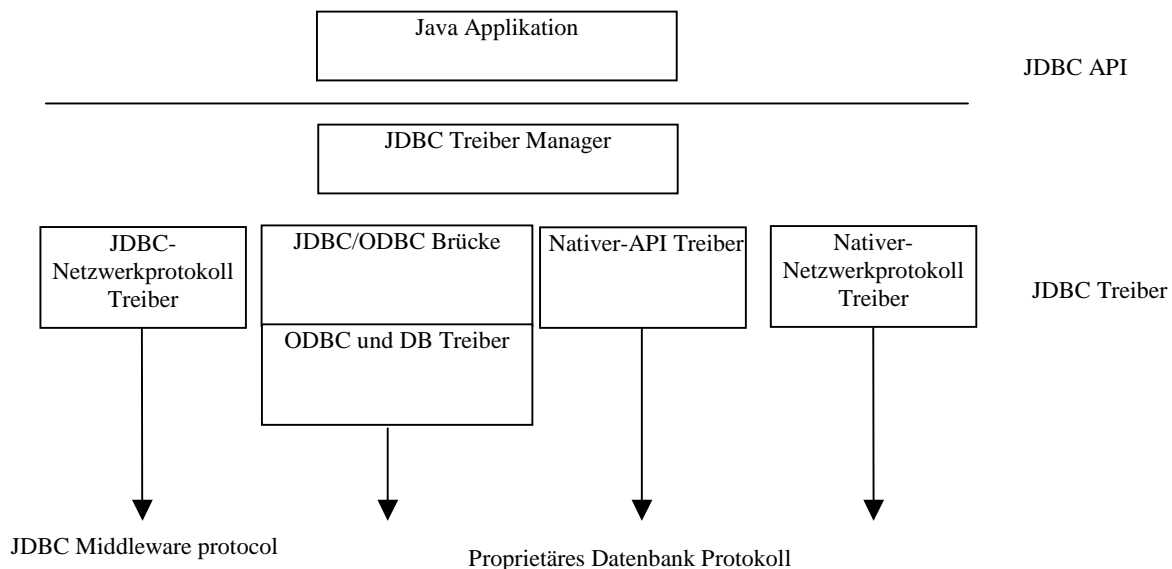 Java Applikation
JDBC API
JDBC Treiber Manager
JDBC-
Netzwerkprotokoll
Treiber
JDBC/ODBC Brücke
Nativer-API Treiber
Nativer-
Netzwerkprotokoll
Treiber
JDBC Treiber
ODBC und DB Treiber
JDBC Middleware protocol
Proprietäres Datenbank Protokoll